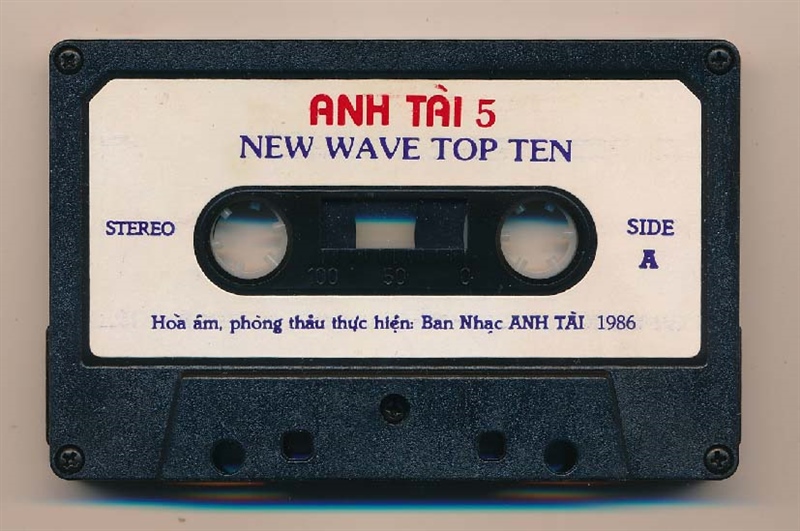 ANH TÀI 5
NEW WAVE TOP TEN
STEREO
SIDE
A
100 50 0
Hoà âm, phòng thâu thực hiện: Ban Nhạc ANH TÀI 1986